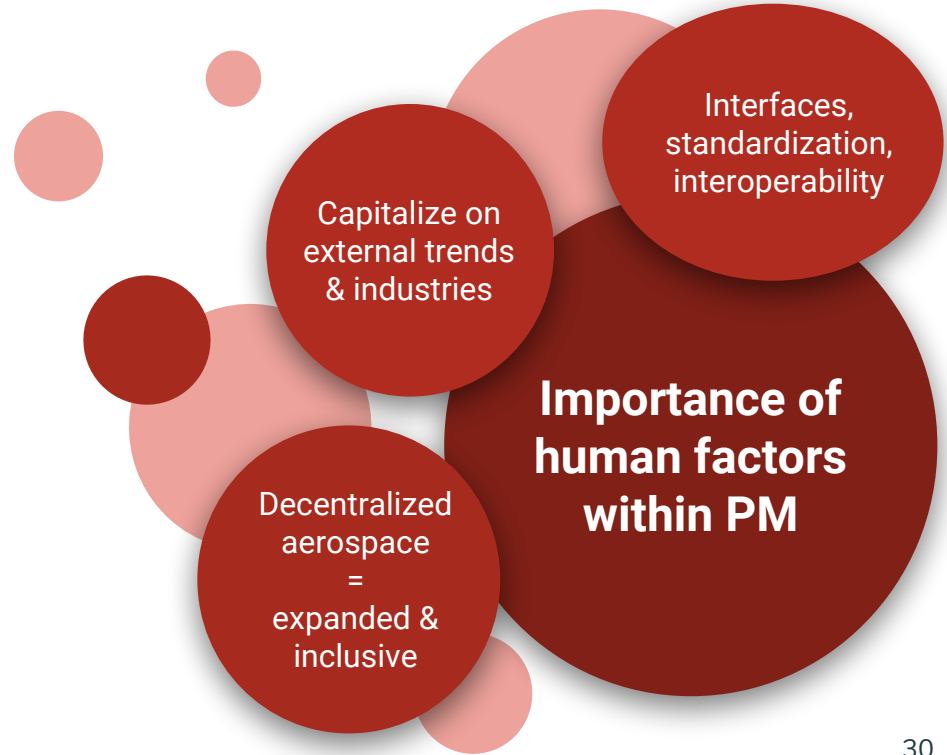 Interfaces,
standardization,
interoperability
Capitalize on
external trends
& industries
Importance of
human factors
within PM
Decentralized
aerospace
=
expanded &
inclusive
30